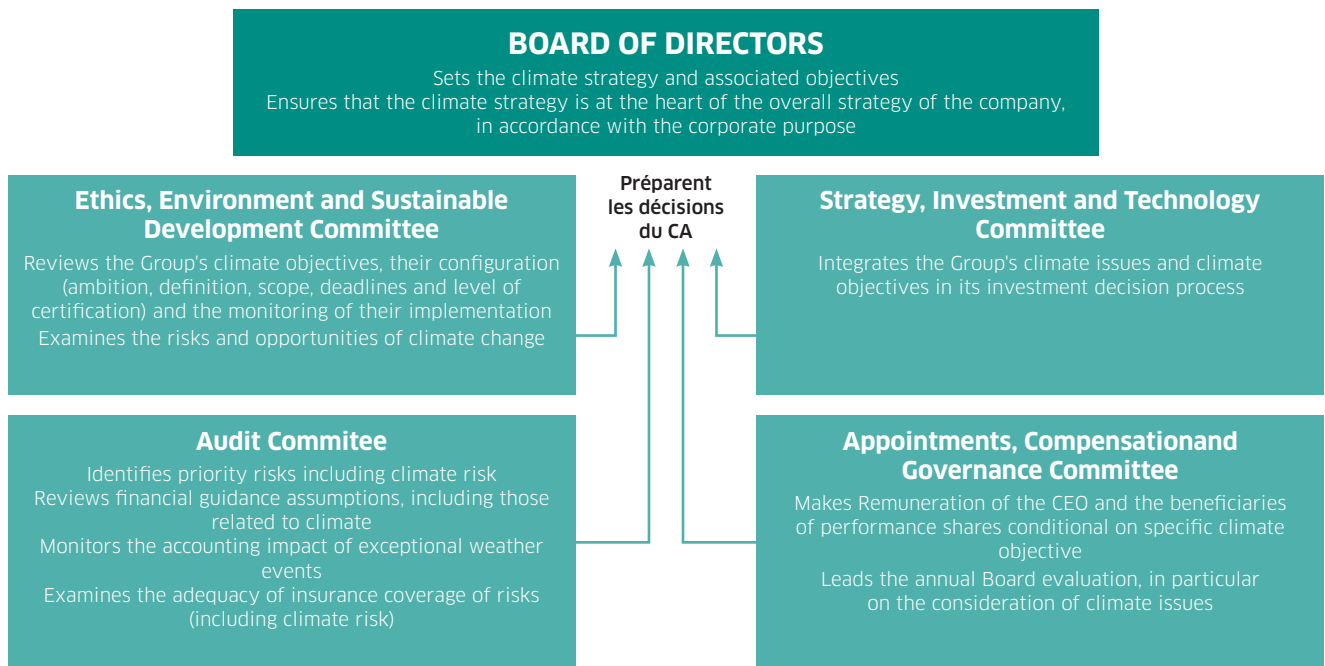 BOARD OF DIRECTORS
Sets the climate strategy and associated objectives
Ensures that the climate strategy is at the heart of the overall strategy of the company,
in accordance with the corporate purpose
Ethics, Environment and Sustainable
Development Committee
Reviews the Group's climate objectives, their configuration
(ambition, definition, scope, deadlines and level of
certification) and the monitoring of their implementation
Examines the risks and opportunities of climate change
Préparent
les décisions
du CA
Strategy, Investment and Technology
Committee
Integrates the Group's climate issues and climate
objectives in its investment decision process
Audit Commitee
Identifies priority risks including climate risk
Reviews financial guidance assumptions, including those
related to climate
Monitors the accounting impact of exceptional weather
events
Examines the adequacy of insurance coverage of risks
(including climate risk)
Appointments, Compensationand
Governance Committee
Makes Remuneration of the CEO and the beneficiaries
of performance shares conditional on specific climate
objective
Leads the annual Board evaluation, in particular
on the consideration of climate issues